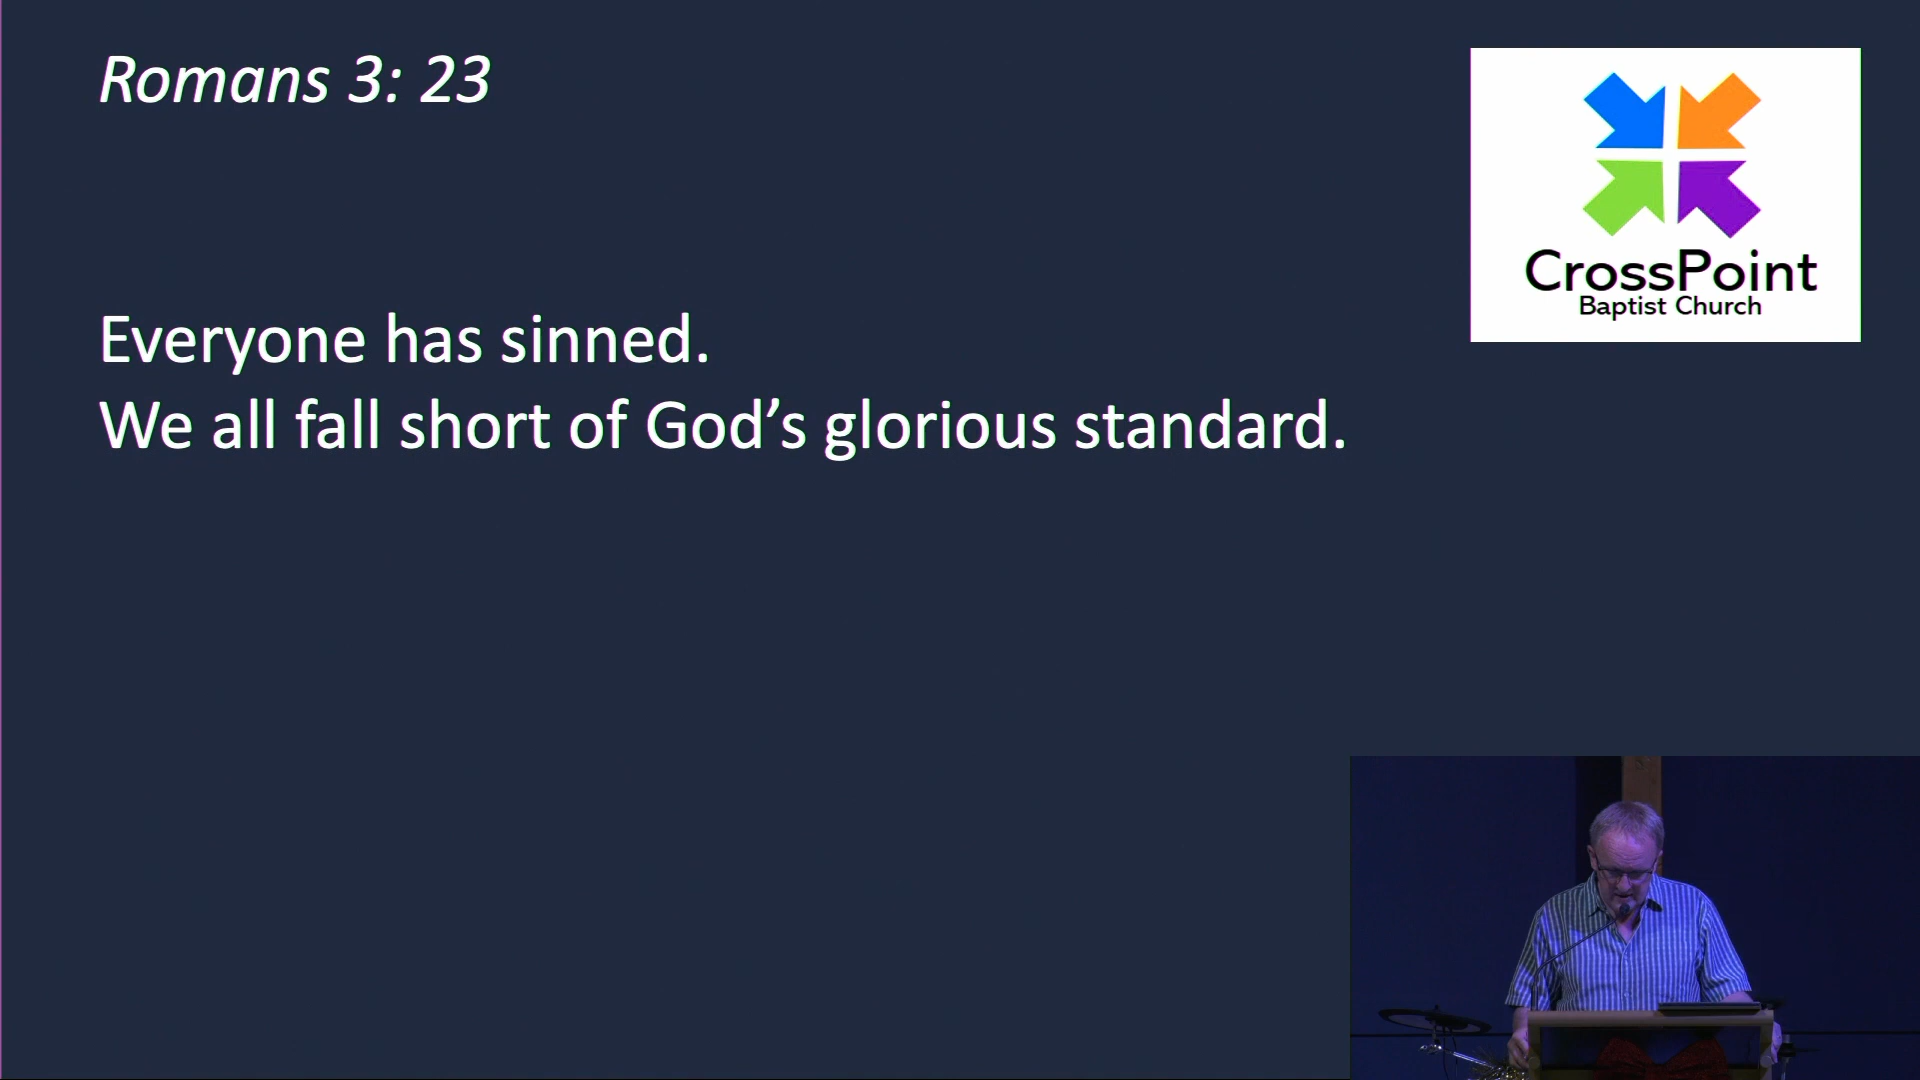 Romans 3: 23
CrossPoint
Baptist Church
Everyone has sinned.
We all fall short of God’s glorious standard.